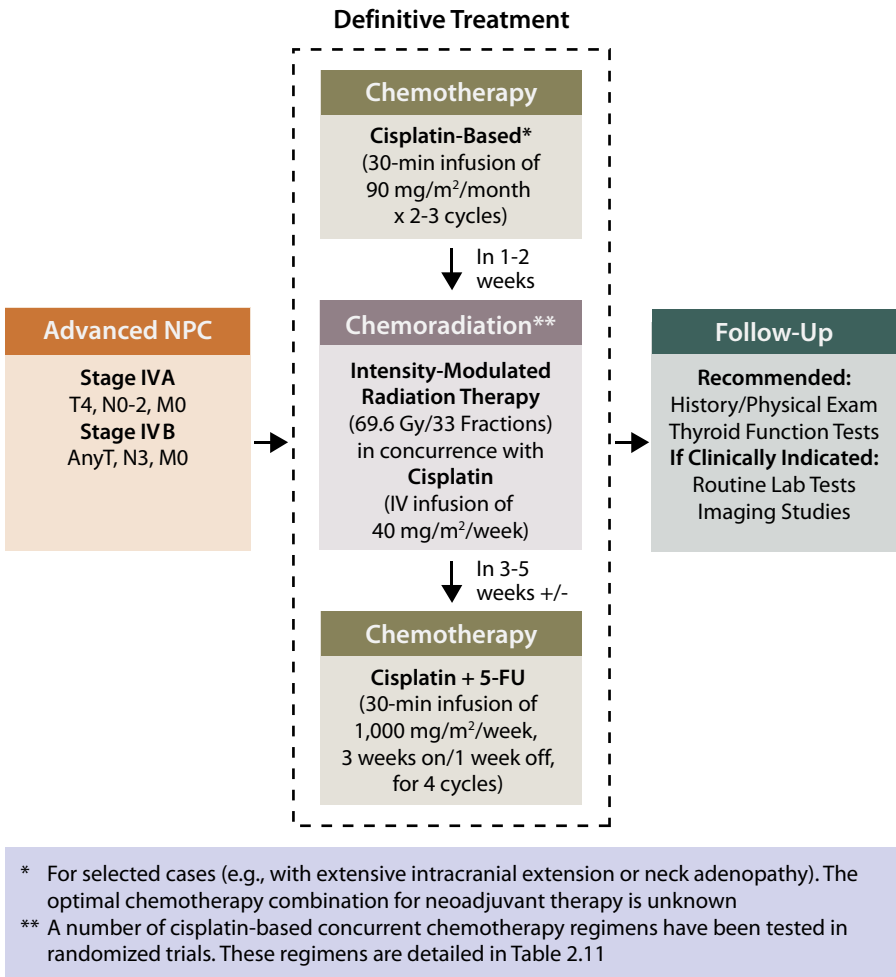 Definitive Treatment
Chemotherapy
Cisplatin-Based*
(30-min infusion of
90 mg/m²/month
x 2-3 cycles)
In 1-2
weeks
Advanced NPC
Stage IVA
T4, N0-2, M0
Stage IVB
AnyT, N3, M0
Chemoradiation**
Intensity-Modulated
Radiation Therapy
(69.6 Gy/33 Fractions)
in concurrence with
Cisplatin
(IV infusion of
40 mg/m²/week)
Follow-Up
Recommended:
History/Physical Exam
Thyroid Function Tests
If Clinically Indicated:
Routine Lab Tests
Imaging Studies
In 3-5
weeks +/-
Chemotherapy
Cisplatin + 5-FU
(30-min infusion of
1,000 mg/m²/week,
3 weeks on/1 week off,
for 4 cycles)
* For selected cases (e.g., with extensive intracranial extension or neck adenopathy). The
optimal chemotherapy combination for neoadjuvant therapy is unknown
** A number of cisplatin-based concurrent chemotherapy regimens have been tested in
randomized trials. These regimens are detailed in Table 2.11